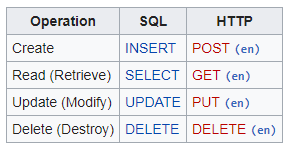 Operation SQL HTTP
Create INSERT POST (en)
Read (Retrieve) SELECT GET (en)
Update (Modify) UPDATE PUT (en)
Delete (Destroy) DELETE DELETE (en)